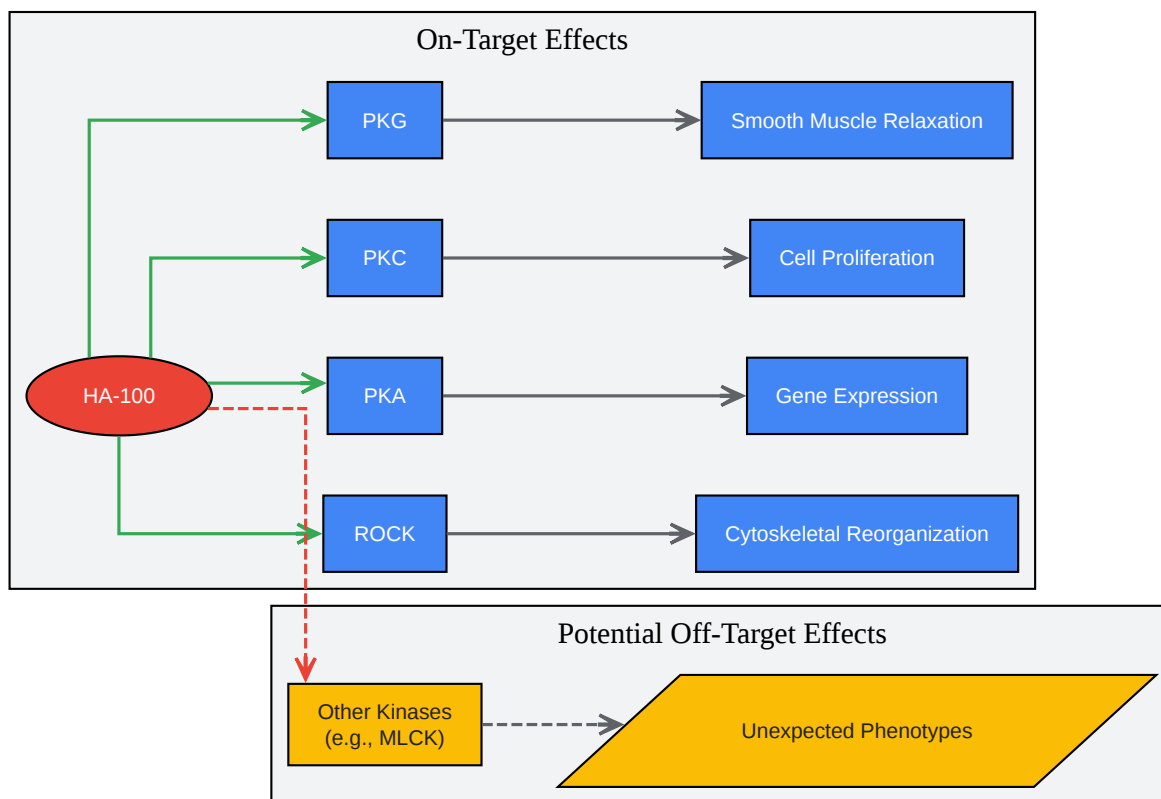 On-Target Effects
PKG
Smooth Muscle Relaxation
PKC
Cell Proliferation
HA-100
PKA
Gene Expression
ROCK
Cytoskeletal Reorganization
Potential Off-Target Effects
Other Kinases
(e.g., MLCK)
Unexpected Phenotypes